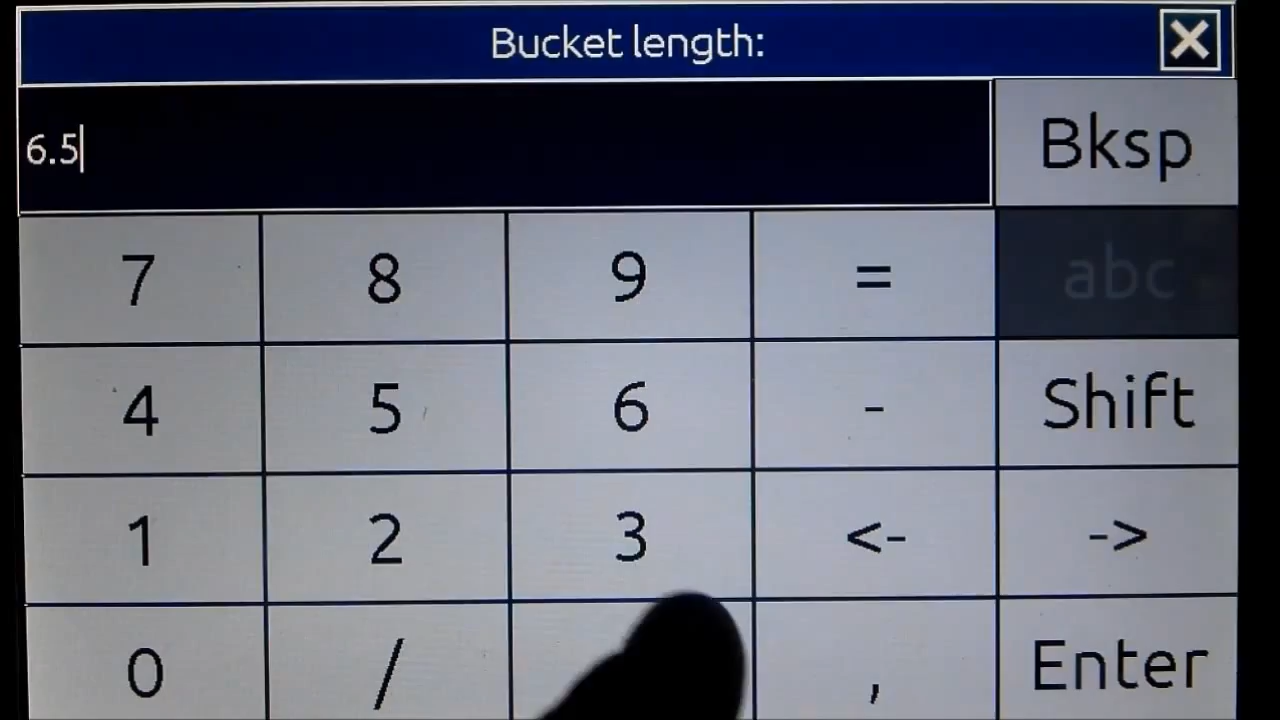 Bucket length:
6.5
Bksp
7 8 9 = abc
4 5 6 - Shift
1 2 3 <- ->
0 / , Enter